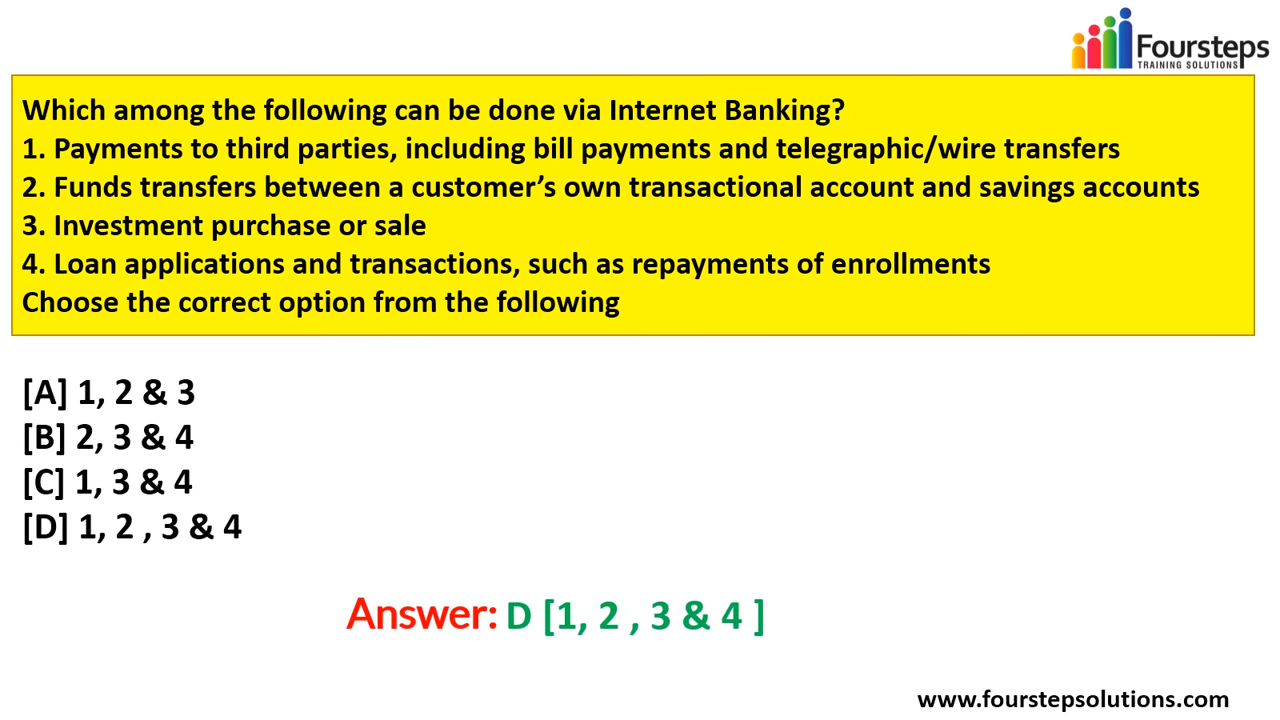 Foursteps
TRAINING SOLUTIONS
Which among the following can be done via Internet Banking?
1. Payments to third parties, including bill payments and telegraphic/wire transfers
2. Funds transfers between a customer’s own transactional account and savings accounts
3. Investment purchase or sale
4. Loan applications and transactions, such as repayments of enrollments
Choose the correct option from the following
[A] 1, 2 & 3
[B] 2, 3 & 4
[C] 1, 3 & 4
[D] 1, 2 , 3 & 4
Answer: D [1, 2 , 3 & 4 ]
www.fourstepsolutions.com